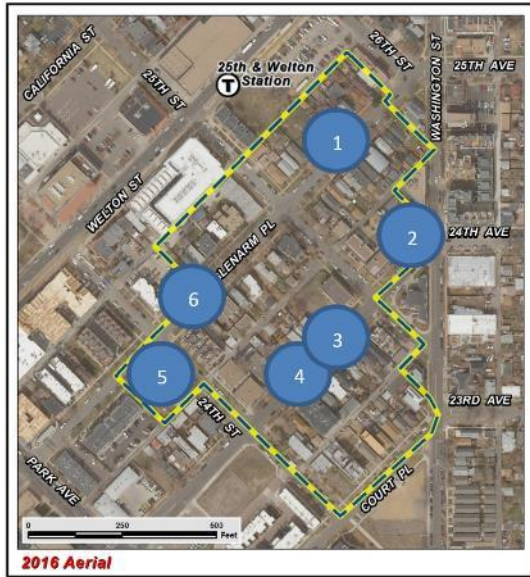 CALIFORNIA ST
26TH ST
WASHINGTON ST
25TH AVE
25TH ST
25th & Welton
Station
T
1
WELTON ST
24TH AVE
2
LENARM PL
6
3
4
5
23RD AVE
24TH ST
PARK AVE
COURT PL
0 250 500
Feet
2016 Aerial